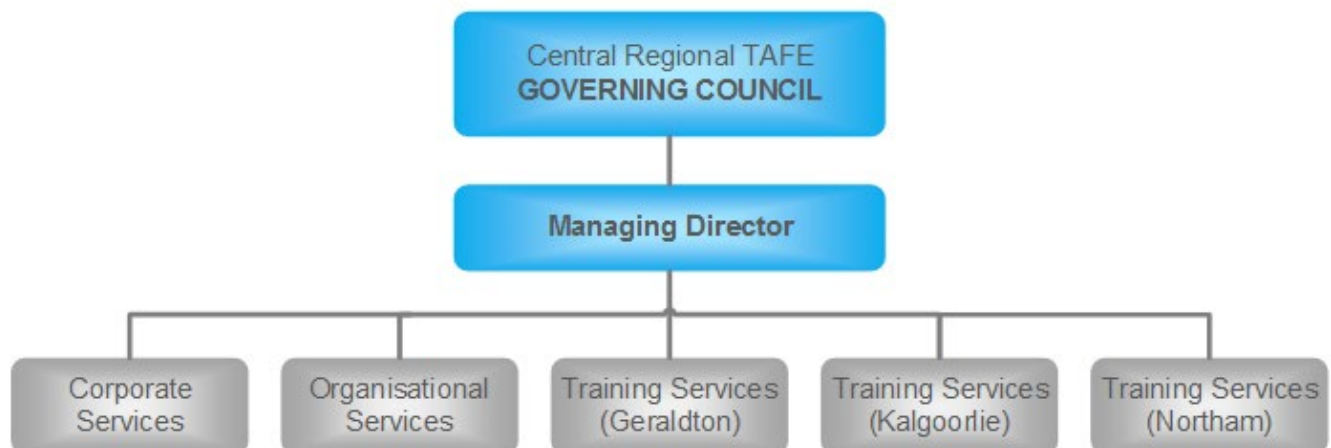 Central Regional TAFE
GOVERNING COUNCIL
Managing Director
Corporate
Services
Organisational
Services
Training Services
(Geraldton)
Training Services
(Kalgoorlie)
Training Services
(Northam)